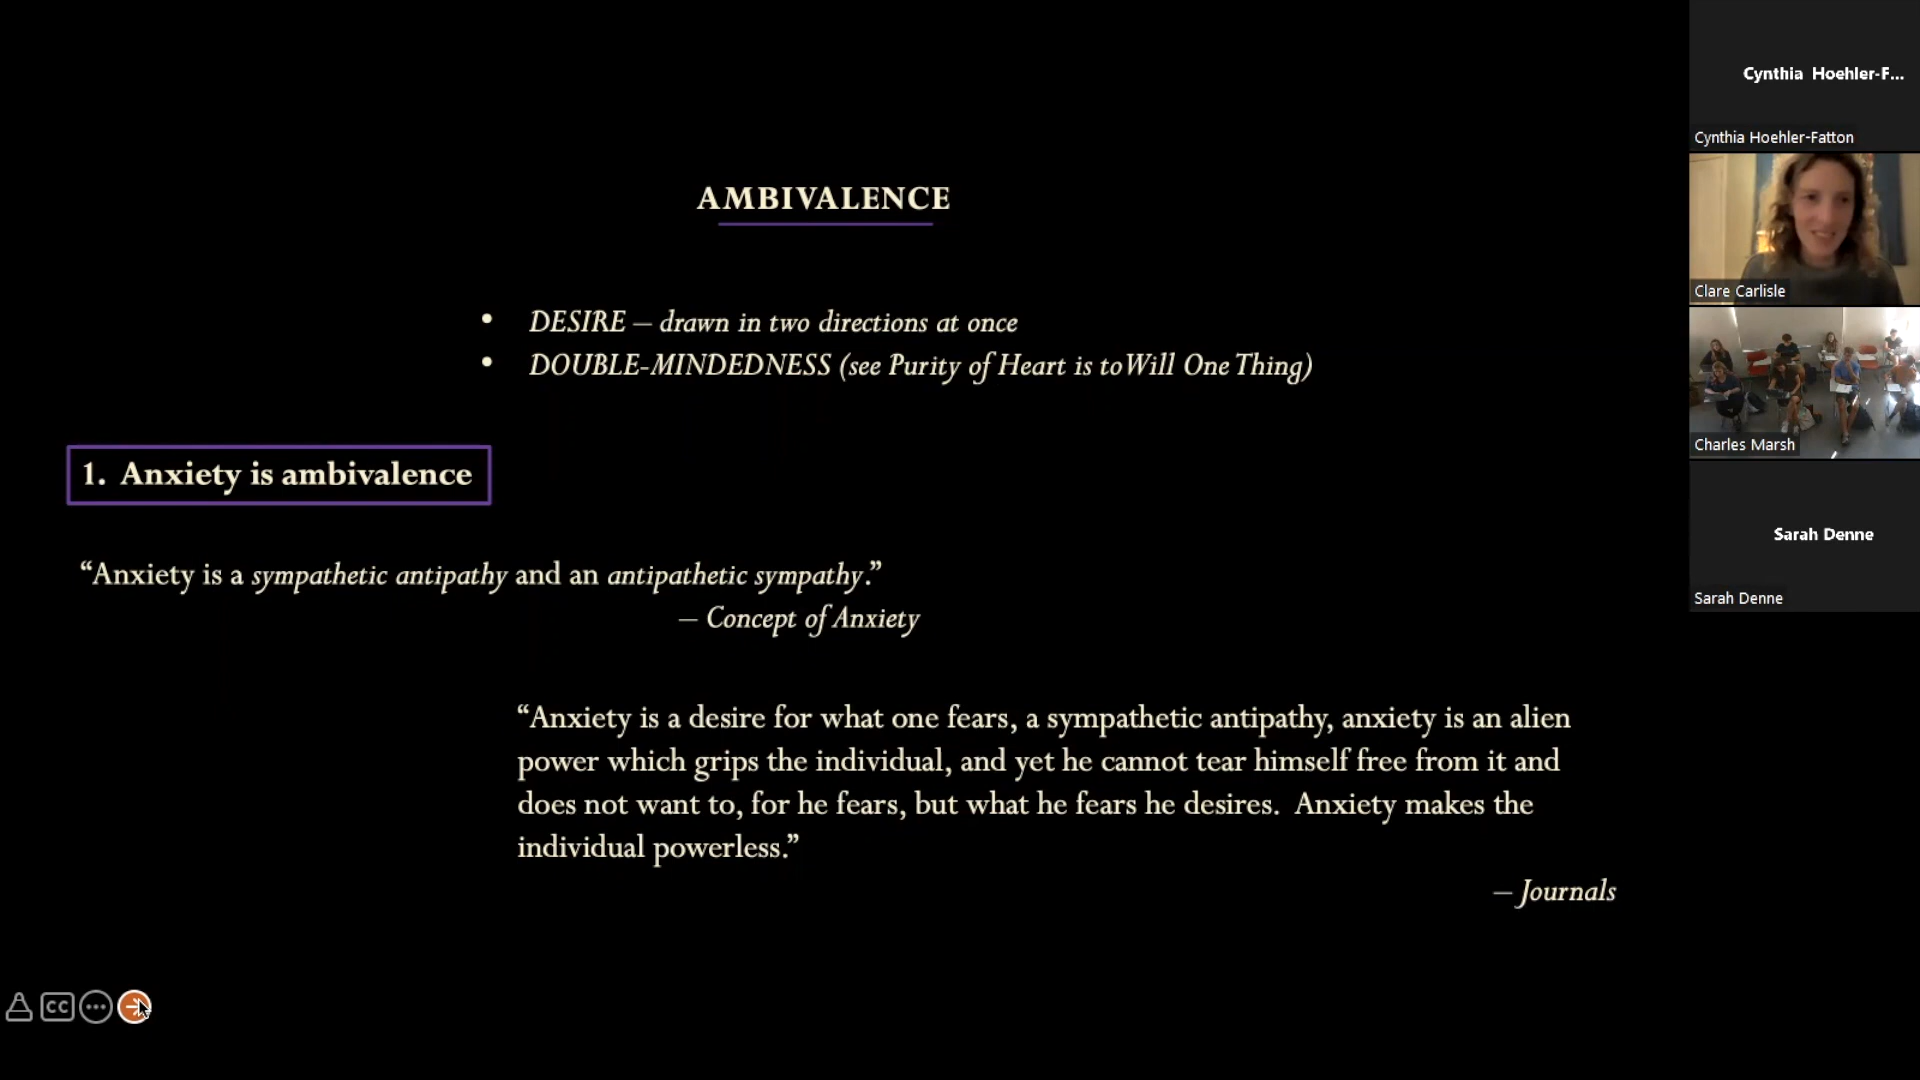 AMBIVALENCE
• DESIRE – drawn in two directions at once
• DOUBLE-MINDEDNESS (see Purity of Heart is to Will One Thing)
1. Anxiety is ambivalence
“Anxiety is a sympathetic antipathy and an antipathetic sympathy.”
– Concept of Anxiety
“Anxiety is a desire for what one fears, a sympathetic antipathy, anxiety is an alien
power which grips the individual, and yet he cannot tear himself free from it and
does not want to, for he fears, but what he fears he desires. Anxiety makes the
individual powerless.”
– Journals
CC
Cynthia Hoehler-F...
Cynthia Hoehler-Fatton
Clare Carlisle
Charles Marsh
Sarah Denne
Sarah Denne